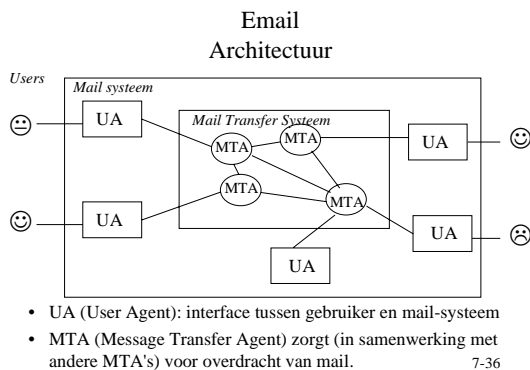 Email
Architectuur
Users
Mail systeem
UA
Mail Transfer Systeem
MTA
MTA
UA
MTA
MTA
UA
UA
UA
• UA (User Agent): interface tussen gebruiker en mail-systeem
• MTA (Message Transfer Agent) zorgt (in samenwerking met
andere MTA's) voor overdracht van mail.
7-36